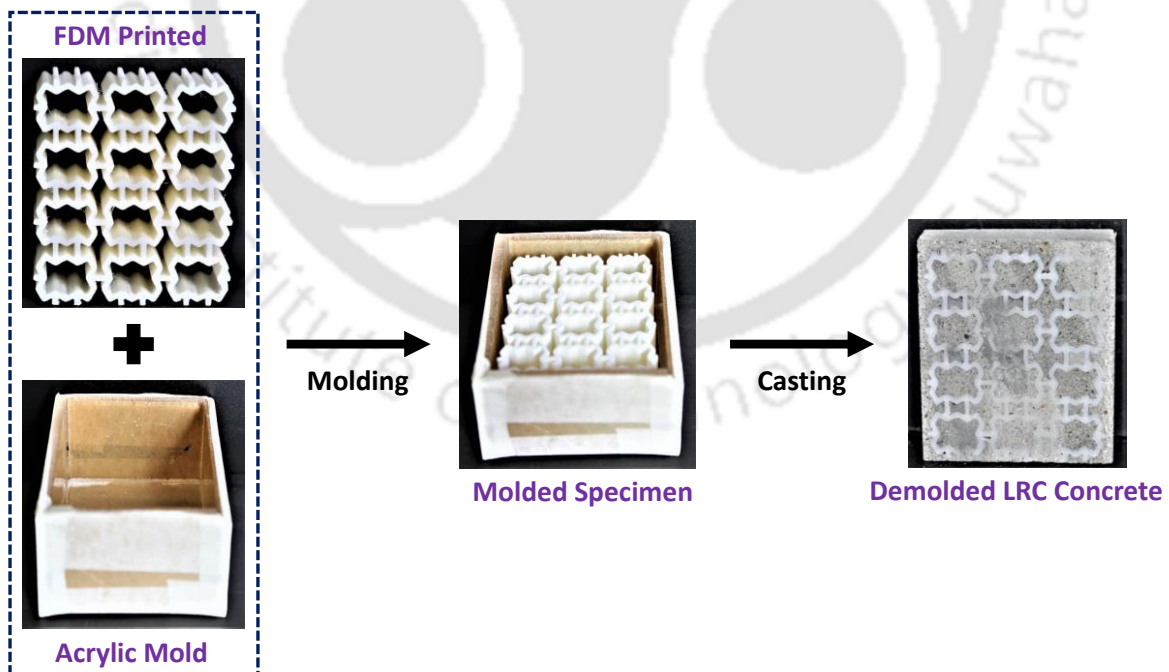 FDM Printed
Molding
Casting
Molded Specimen
Demolded LRC Concrete
Acrylic Mold